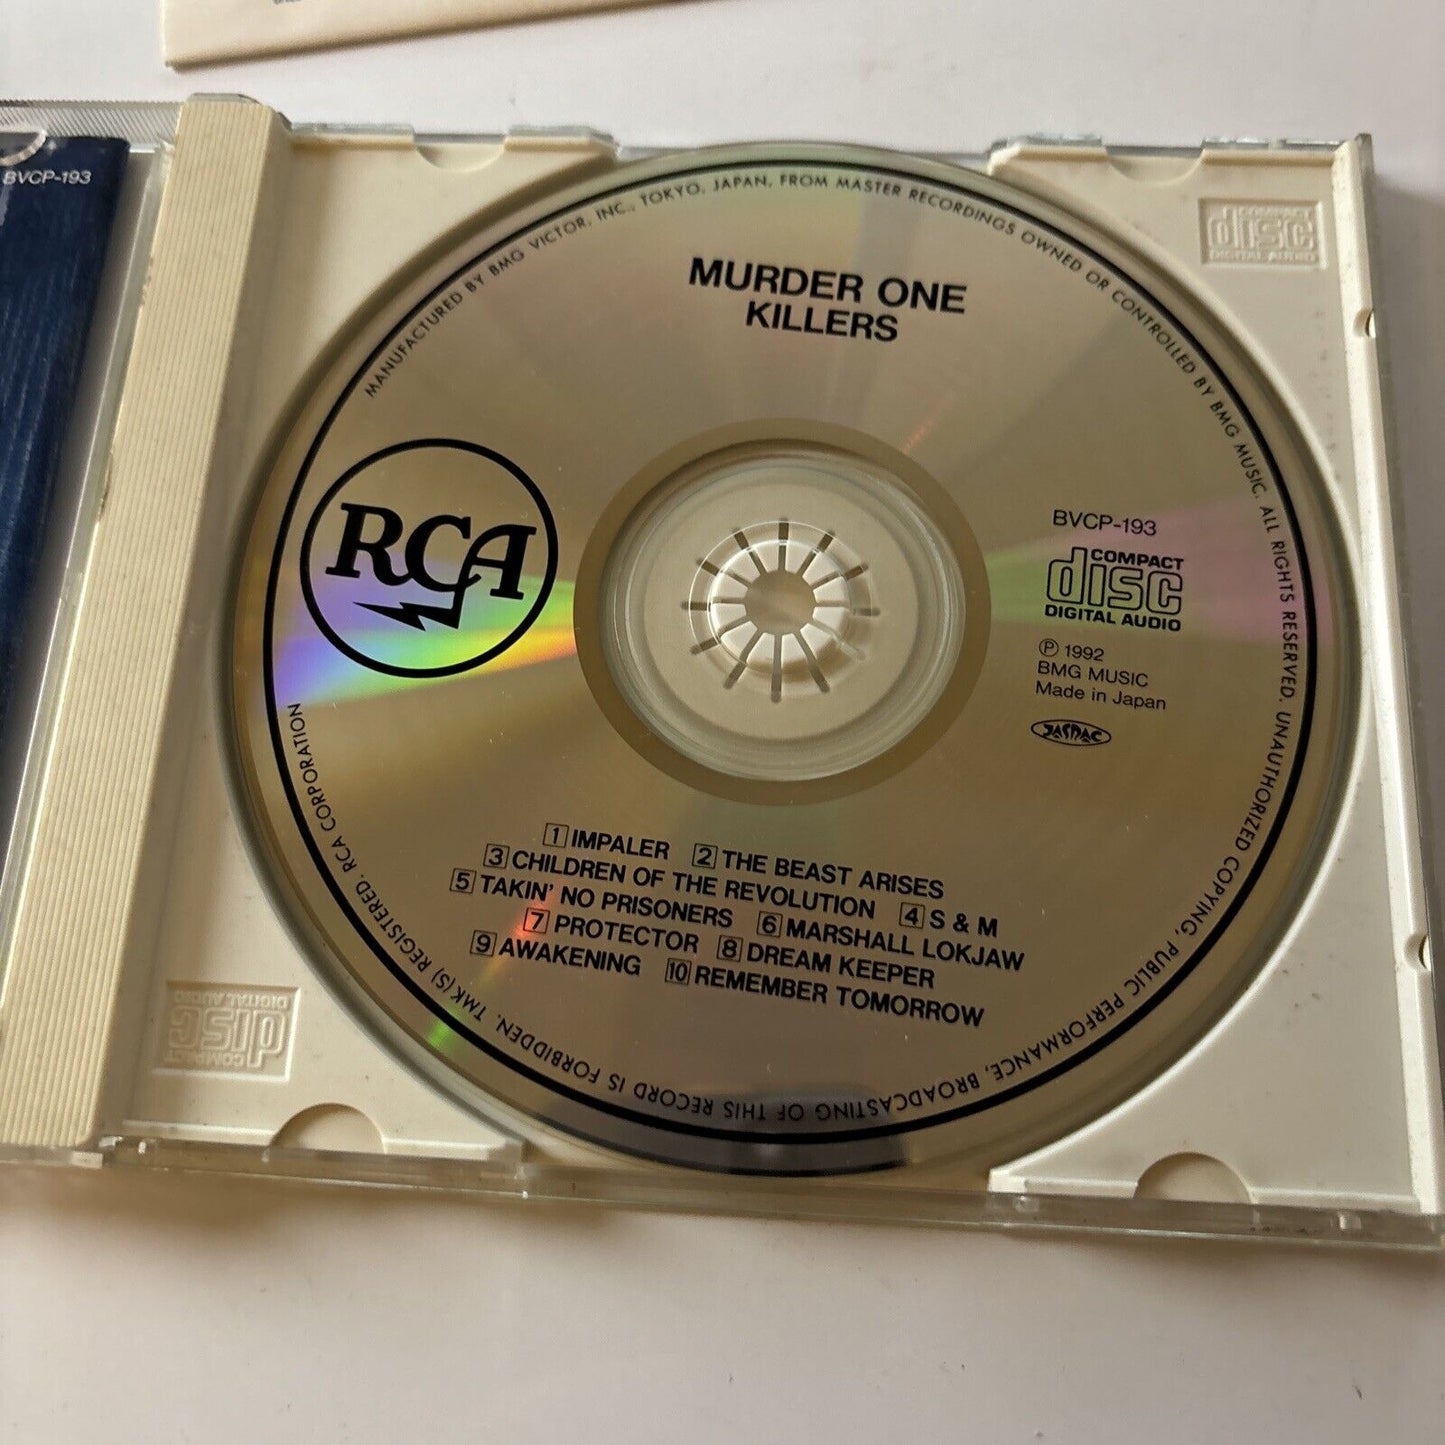 BVCP-193
COMPACT
disc
DIGITAL AUDIO
MANUFACTURED BY BMG VICTOR, INC., TOKYO, JAPAN, FROM MASTER RECORDINGS OWNED OR CONTROLLED BY BMG MUSIC. ALL RIGHTS RESERVED. UNAUTHORIZED COPYING, PUBLIC PERFORMANCE, BROADCASTING OF THIS RECORD IS FORBIDDEN. TMK(S) REGISTERED. RCA CORPORATION
MURDER ONE
KILLERS
RCA
BVCP-193
COMPACT
disc
DIGITAL AUDIO
Ⓟ 1992
BMG MUSIC
Made in Japan
JASRAC
1 IMPALER 2 THE BEAST ARISES
3 CHILDREN OF THE REVOLUTION 4 S & M
5 TAKIN' NO PRISONERS 6 MARSHALL LOKJAW
7 PROTECTOR 8 DREAM KEEPER
9 AWAKENING 10 REMEMBER TOMORROW
COMPACT
disc
DIGITAL AUDIO